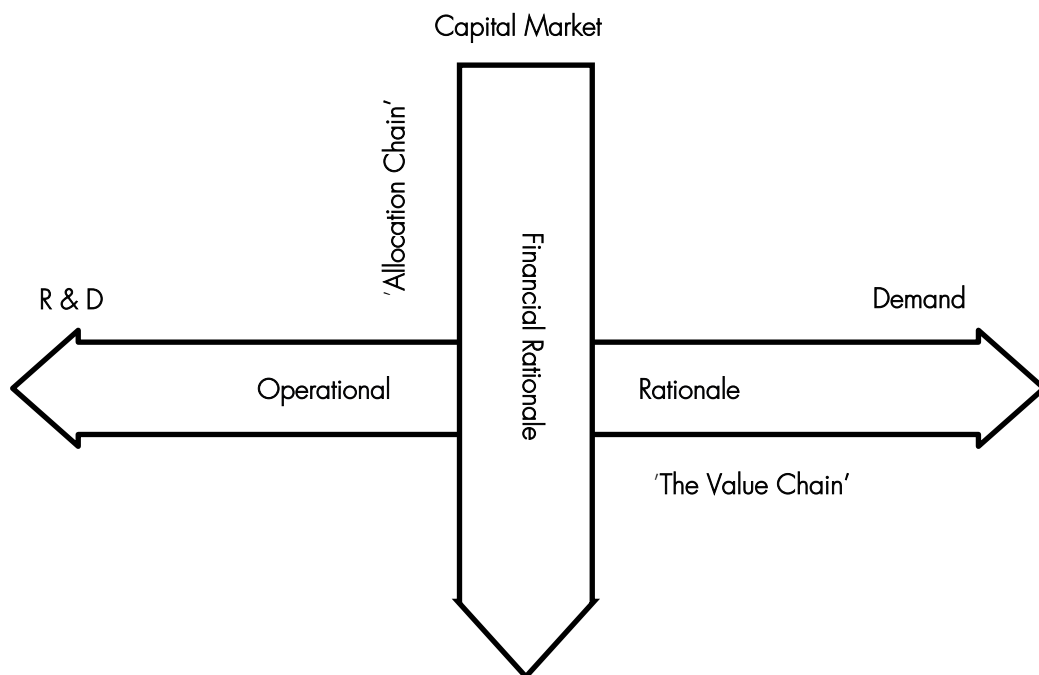 Capital Market
'Allocation Chain'
Financial Rationale
R & D
Demand
Operational
Rationale
'The Value Chain'